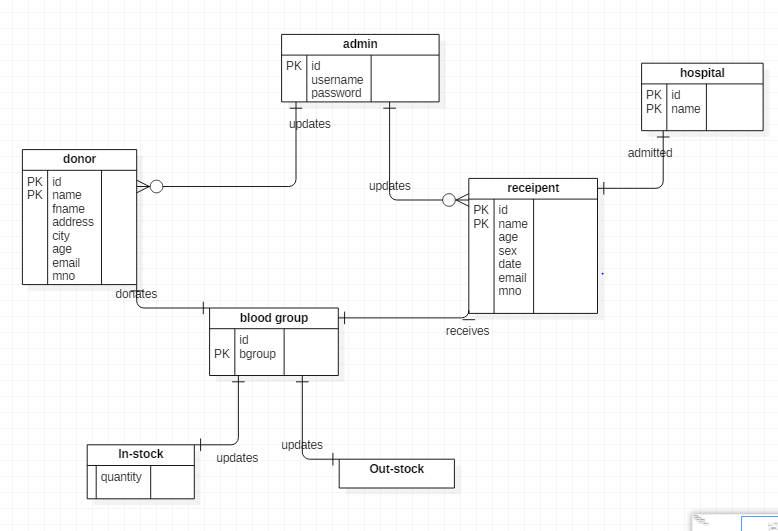 admin
PK id
username
password
hospital
PK id
PK name
updates
admitted
donor
PK id
PK name
fname
address
city
age
email
mno
updates
receipent
PK id
PK name
age
sex
date
email
mno
donates
blood group
id
PK bgroup
receives
updates
updates
In-stock
quantity
Out-stock